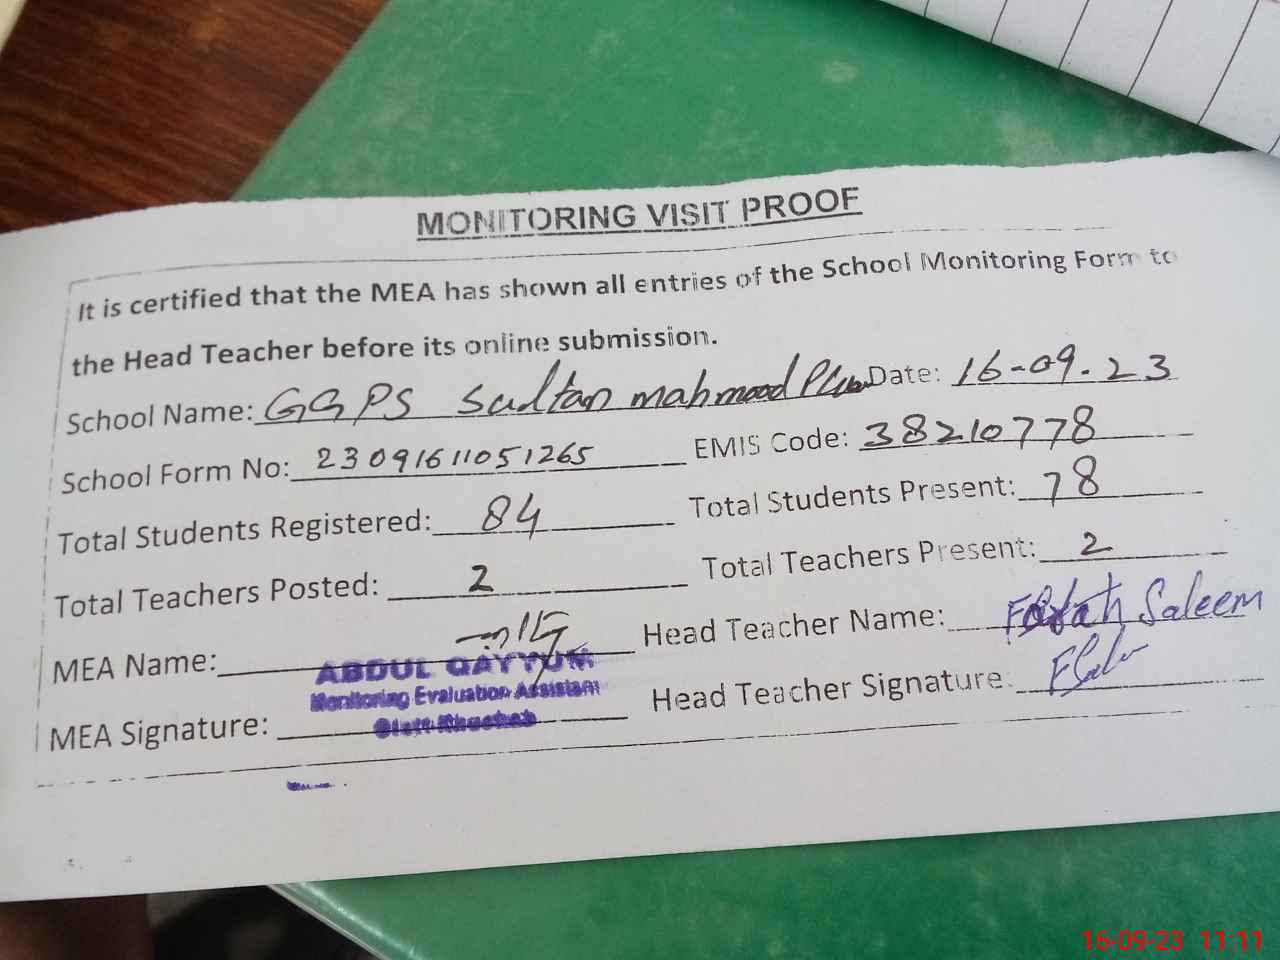 MONITORING VISIT PROOF
It is certified that the MEA has shown all entries of the School Monitoring Form to
the Head Teacher before its online submission.
School Name: GGPS Sultan mahmood Date: 16-09.23
School Form No: 23091611051265 EMIS Code: 38210778
Total Students Registered: 84 Total Students Present: 78
Total Teachers Posted: 2 Total Teachers Present: 2
MEA Name: Head Teacher Name: Saleem
ABDUL QAYYUM
Monitoring Evaluation Assistant
MEA Signature: Head Teacher Signature:
16-09-23 11:11